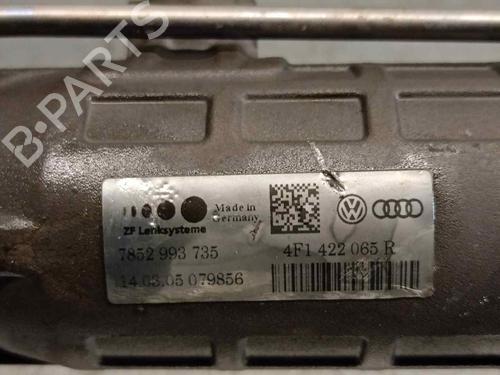 B-PARTS
Made in
Germany
ZF Lenksysteme
7852 993 735
4F1 422 065 R
14.03.05 079856